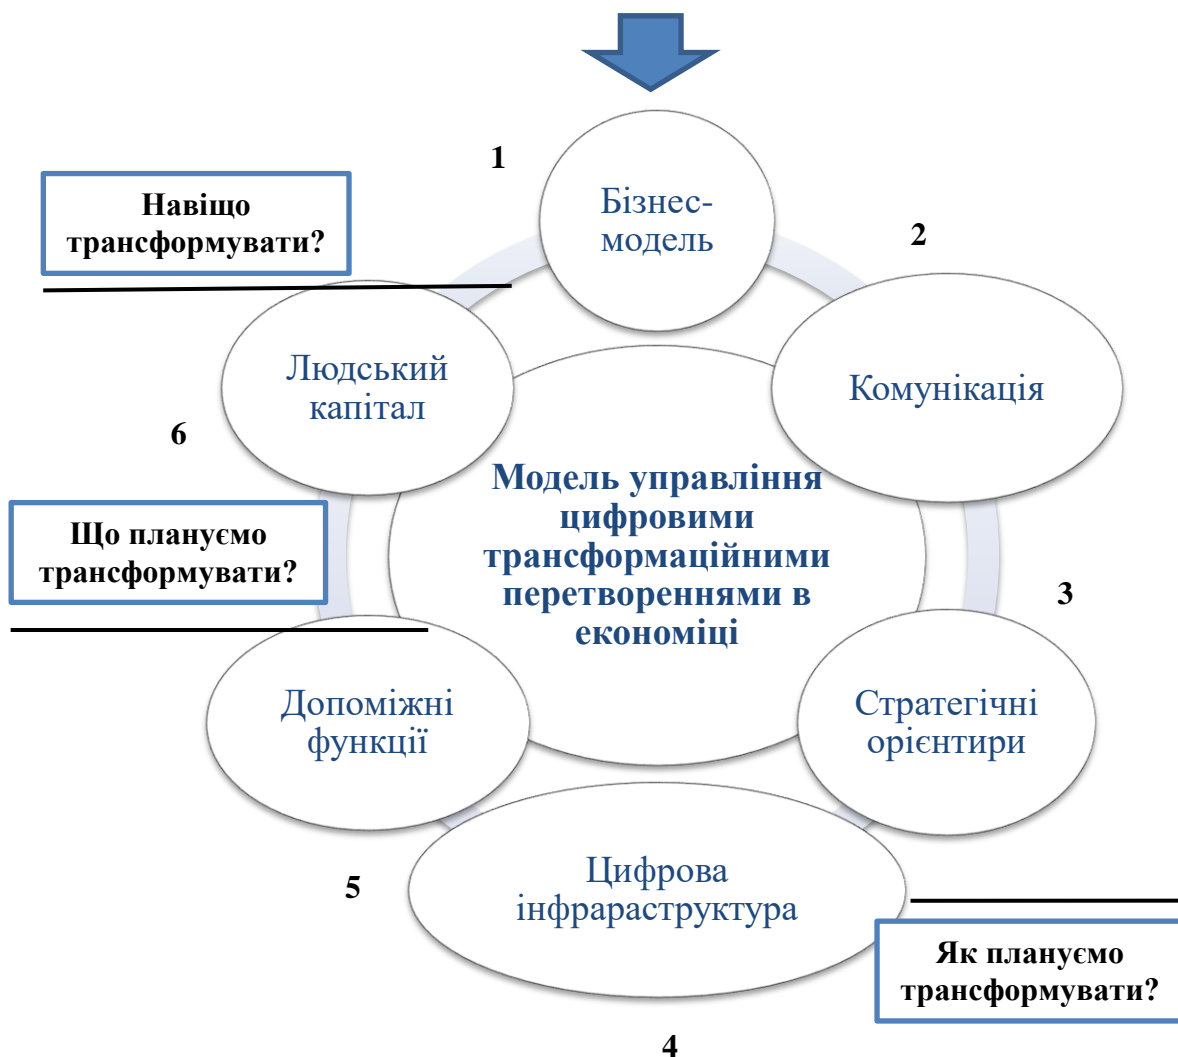 1
Бізнес-
модель
Навіщо
трансформувати?
2
Людський
капітал
Комунікація
6
Модель управління
цифровими
трансформаційними
перетвореннями в
економіці
Що плануємо
трансформувати?
3
Допоміжні
функції
Стратегічні
орієнтири
5
Цифрова
інфрараструктура
Як плануємо
трансформувати?
4